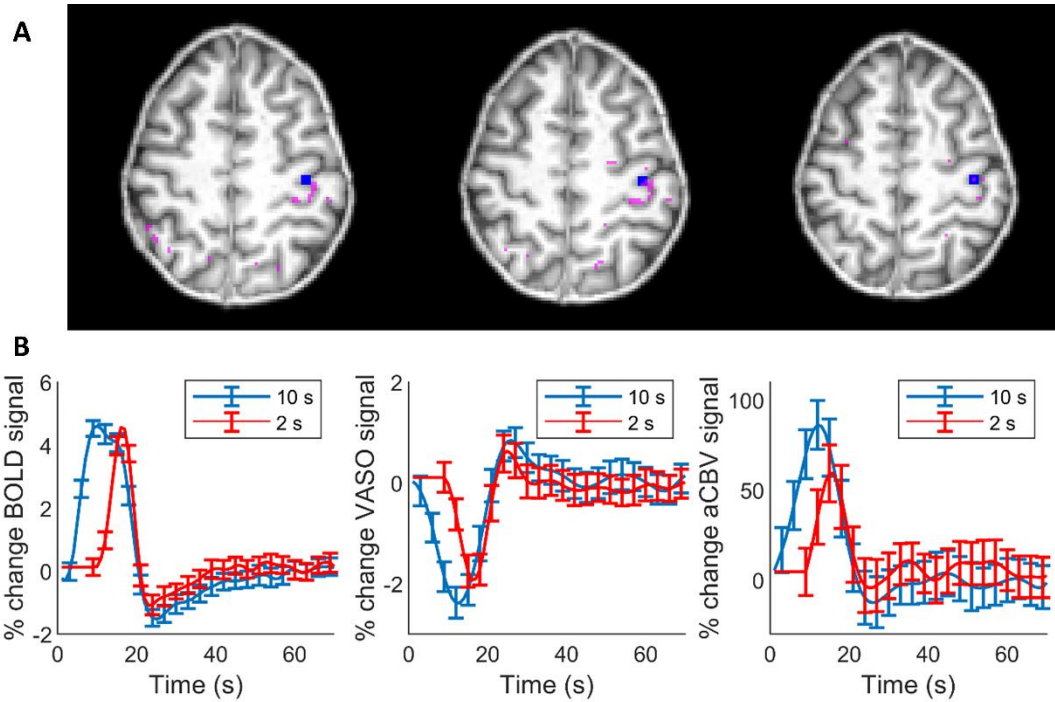 A
B
% change BOLD signal
6
4
2
0
-2
0
20
40
60
Time (s)
10 s
2 s
% change VASO signal
2
0
-2
0
20
40
60
Time (s)
10 s
2 s
% change aCBV signal
100
50
0
0
20
40
60
Time (s)
10 s
2 s